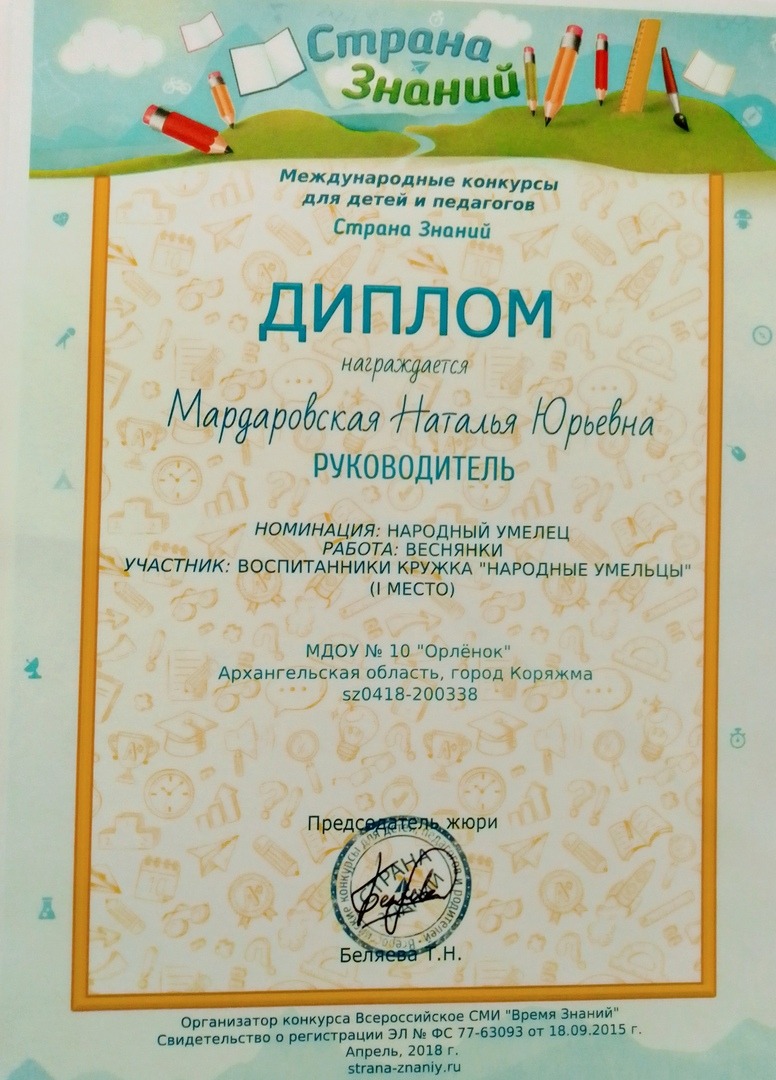 Страна
Знаний
Международные конкурсы
для детей и педагогов
Страна Знаний
ДИПЛОМ
награждается
Мардаровская Наталья Юрьевна
РУКОВОДИТЕЛЬ
НОМИНАЦИЯ: НАРОДНЫЙ УМЕЛЕЦ
РАБОТА: ВЕСНЯНКИ
УЧАСТНИК: ВОСПИТАННИКИ КРУЖКА "НАРОДНЫЕ УМЕЛЬЦЫ"
(I МЕСТО)
МДОУ № 10 "Орлёнок"
Архангельская область, город Коряжма
sz0418-200338
Председатель жюри
СТРАНА
Беляева Т.Н.
Организатор конкурса Всероссийское СМИ "Время Знаний"
Свидетельство о регистрации ЭЛ № ФС 77-63093 от 18.09.2015 г.
Апрель, 2018 г.
strana-znaniy.ru